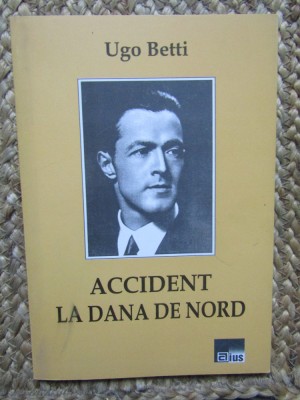 Ugo Betti
ACCIDENT
LA DANA DE NORD
aius